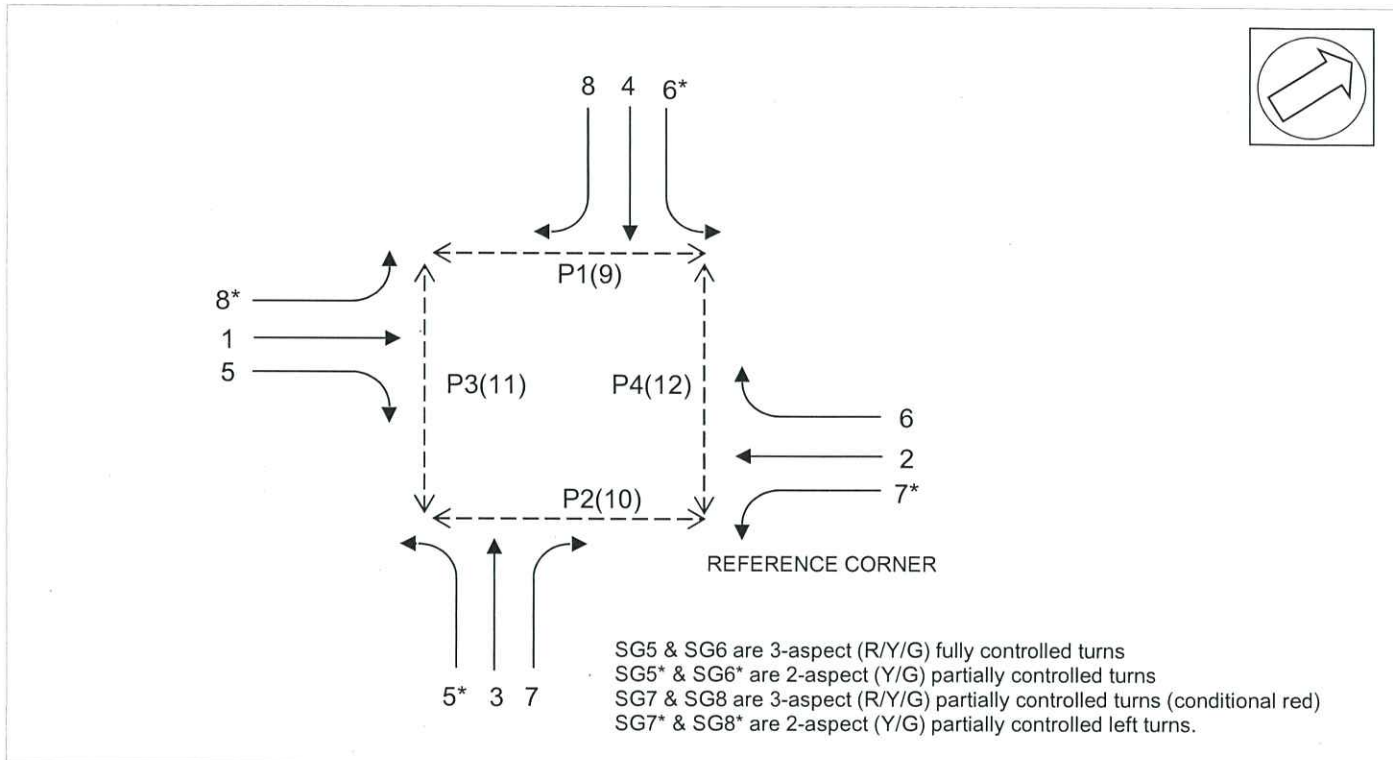 8 4 6*
P1(9)
8*
1
5
P3(11) P4(12)
6
2
7*
P2(10)
REFERENCE CORNER
5* 3 7
SG5 & SG6 are 3-aspect (R/Y/G) fully controlled turns
SG5* & SG6* are 2-aspect (Y/G) partially controlled turns
SG7 & SG8 are 3-aspect (R/Y/G) partially controlled turns (conditional red)
SG7* & SG8* are 2-aspect (Y/G) partially controlled left turns.